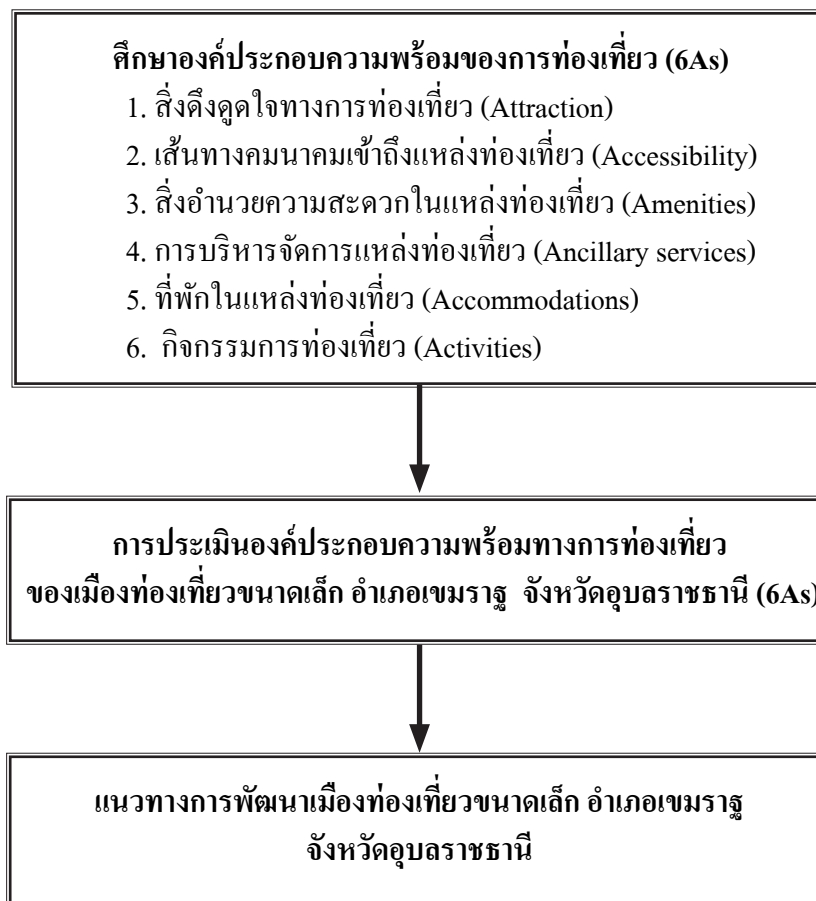 ศึกษาองค์ประกอบความพร้อมของการท่องเที่ยว (6As)
1. สิ่งดึงดูดใจทางการท่องเที่ยว (Attraction)
2. เส้นทางคมนาคมเข้าถึงแหล่งท่องเที่ยว (Accessibility)
3. สิ่งอำนวยความสะดวกในแหล่งท่องเที่ยว (Amenities)
4. การบริหารจัดการแหล่งท่องเที่ยว (Ancillary services)
5. ที่พักในแหล่งท่องเที่ยว (Accommodations)
6. กิจกรรมการท่องเที่ยว (Activities)
การประเมินองค์ประกอบความพร้อมทางการท่องเที่ยว
ของเมืองท่องเที่ยวขนาดเล็ก อำเภอเขมราฐ จังหวัดอุบลราชธานี (6As)
แนวทางการพัฒนาเมืองท่องเที่ยวขนาดเล็ก อำเภอเขมราฐ
จังหวัดอุบลราชธานี